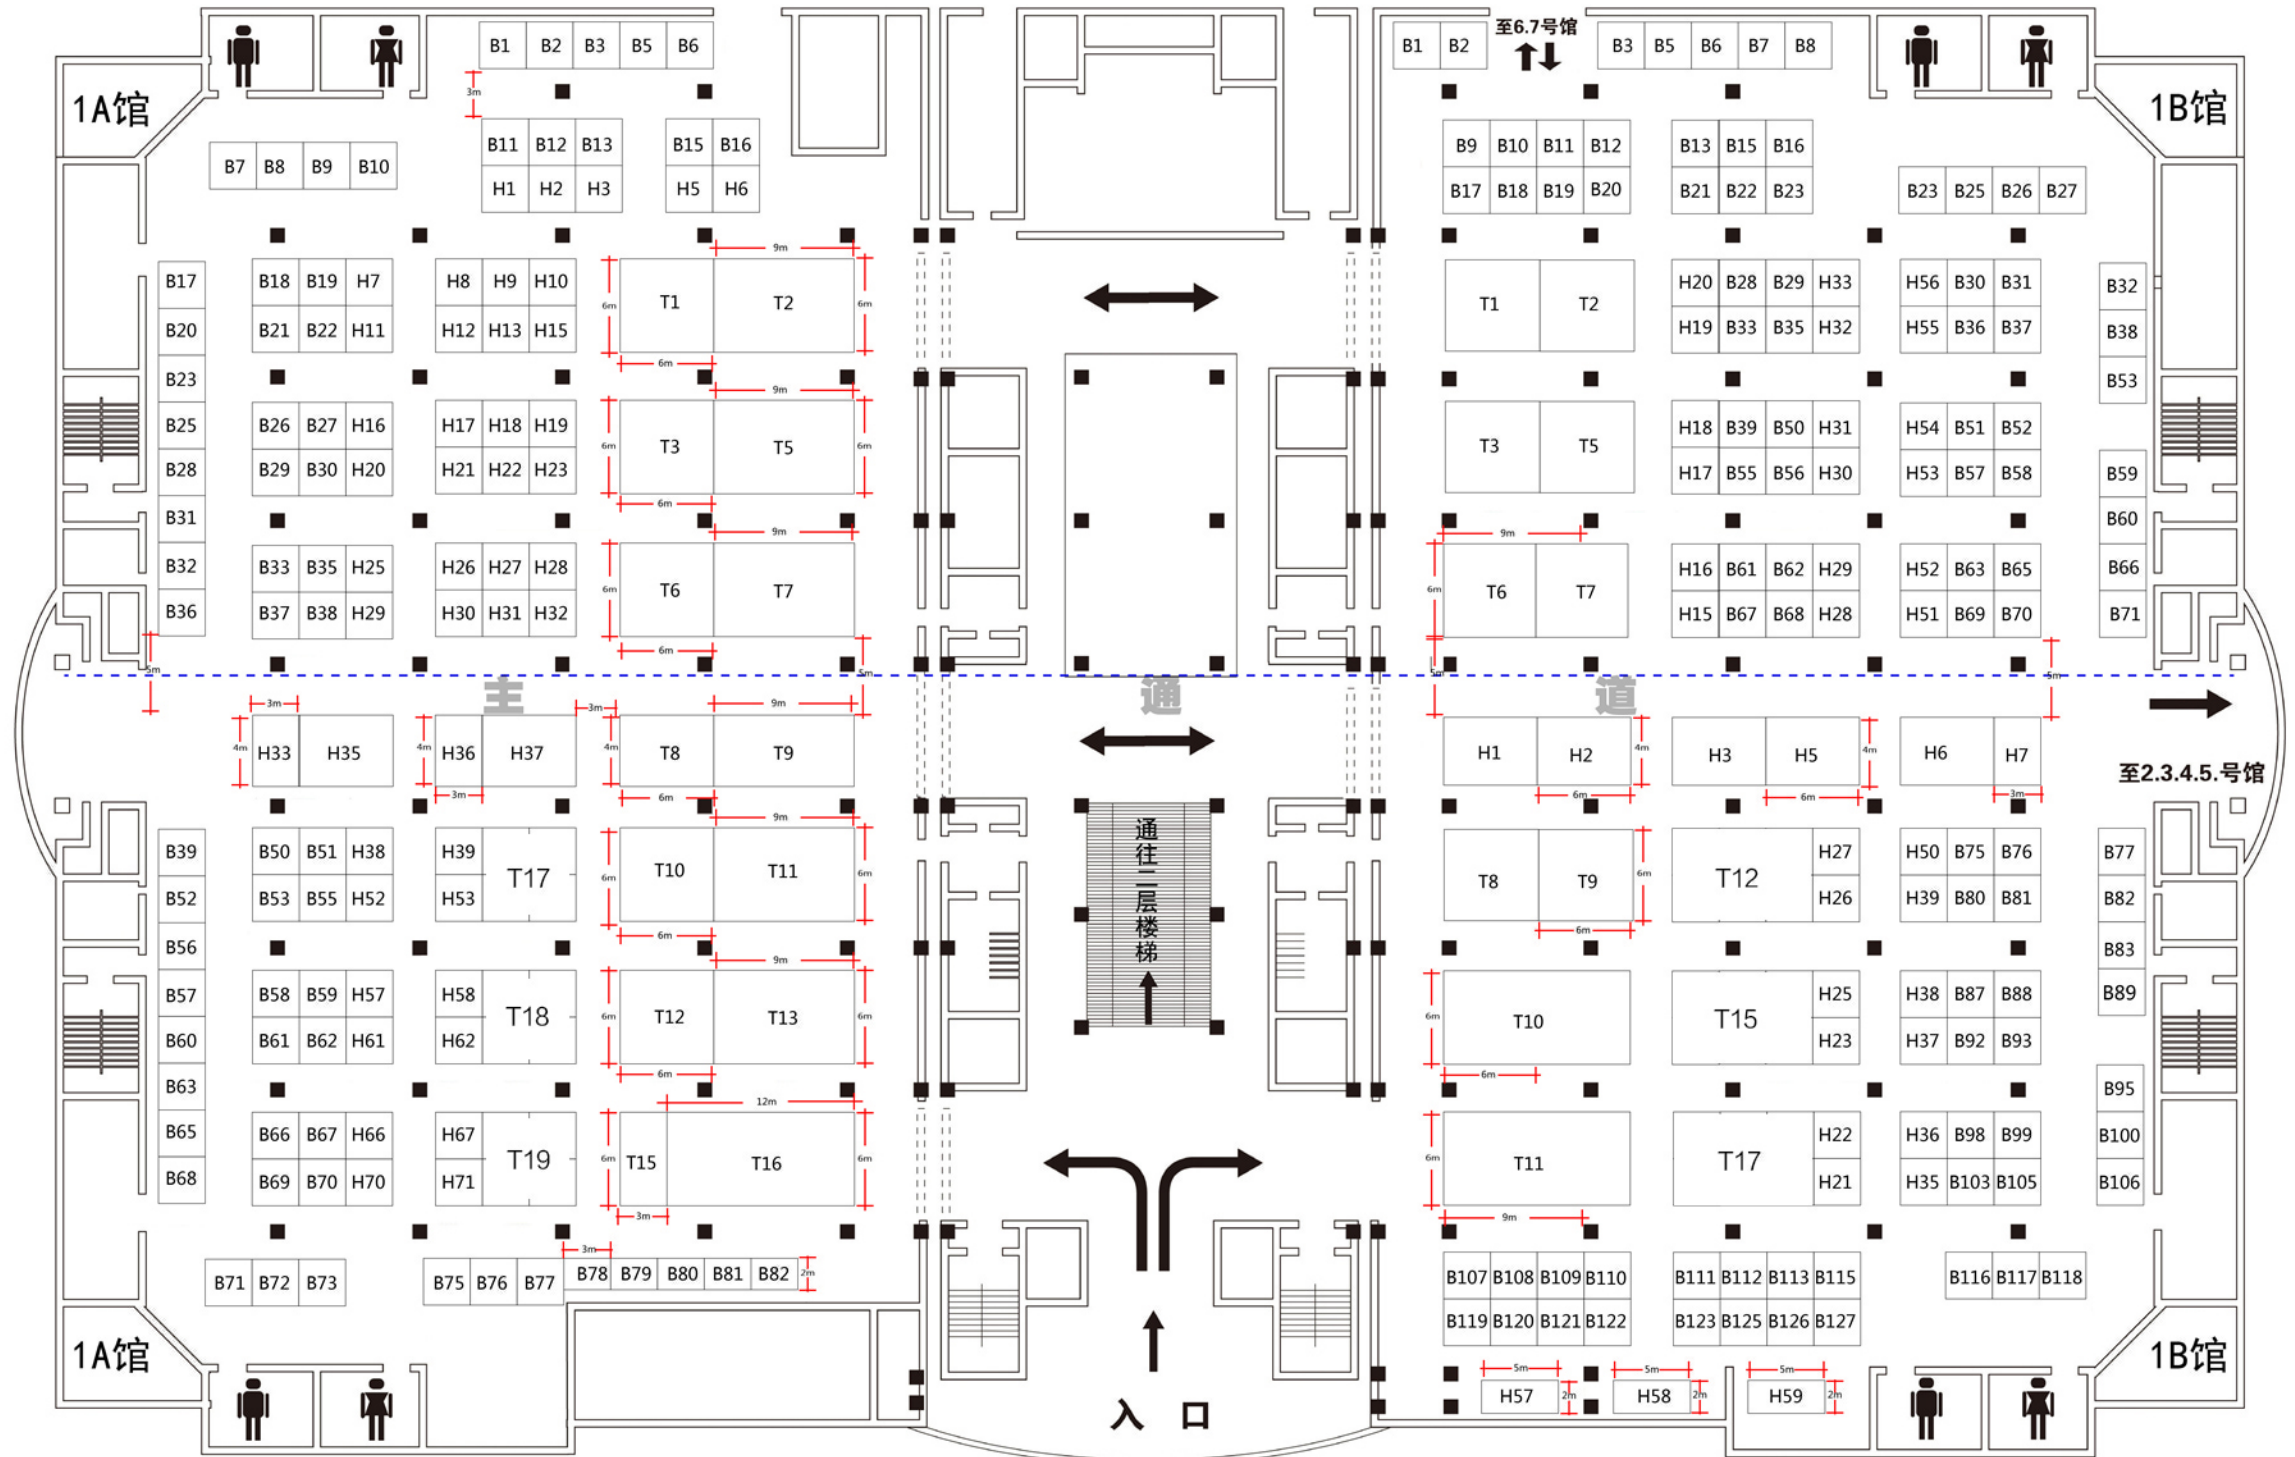 至6.7号馆
B1 B2 B3 B5 B6
B1 B2 B3 B5 B6 B7 B8
1A馆
1B馆
3m
B11 B12 B13 B15 B16
B9 B10 B11 B12 B13 B15 B16
B7 B8 B9 B10
H1 H2 H3 H5 H6
B17 B18 B19 B20 B21 B22 B23
B23 B25 B26 B27
9m
B17 B18 B19 H7 H8 H9 H10
6m T1 T2 6m
T1 T2
H20 B28 B29 H33 H56 B30 B31 B32
B20 B21 B22 H11 H12 H13 H15
H19 B33 B35 H32 H55 B36 B37 B38
6m
B23
9m
B53
B25 B26 B27 H16 H17 H18 H19
6m T3 T5 6m
T3 T5
H18 B39 B50 H31 H54 B51 B52
B28 B29 B30 H20 H21 H22 H23
H17 B55 B56 H30 H53 B57 B58 B59
6m
B31
9m
9m
B60
B32 B33 B35 H25 H26 H27 H28
6m T6 T7
6m T6 T7
H16 B61 B62 H29 H52 B63 B65 B66
B36 B37 B38 H29 H30 H31 H32
H15 B67 B68 H28 H51 B69 B70 B71
6m
5m 5m 5m 5m
主 通 道
3m 3m 9m
4m H33 H35 4m H36 H37 4m T8 T9
H1 H2 4m H3 H5 4m H6 H7
至2.3.4.5.号馆
3m 6m 6m 6m 3m
9m
B39 B50 B51 H38 H39
T17
6m T10 T11 6m
T8 T9 6m
T12
H27 H50 B75 B76 B77
B52 B53 B55 H52 H53
H26 H39 B80 B81 B82
6m 6m
通往二层楼梯
B56
9m
B83
B57 B58 B59 H57 H58
T18
6m T12 T13 6m
6m T10
T15
H25 H38 B87 B88 B89
B60 B61 B62 H61 H62
H23 H37 B92 B93
6m 6m
B63
12m
B95
B65 B66 B67 H66 H67
T19
6m T15 T16 6m
6m T11
T17
H22 H36 B98 B99 B100
B68 B69 B70 H70 H71
H21 H35 B103 B105 B106
3m 9m
3m
B71 B72 B73 B75 B76 B77 B78 B79 B80 B81 B82 2m
B107 B108 B109 B110 B111 B112 B113 B115 B116 B117 B118
B119 B120 B121 B122 B123 B125 B126 B127
1A馆
1B馆
5m 5m 5m
H57 2m H58 2m H59 2m
入 口